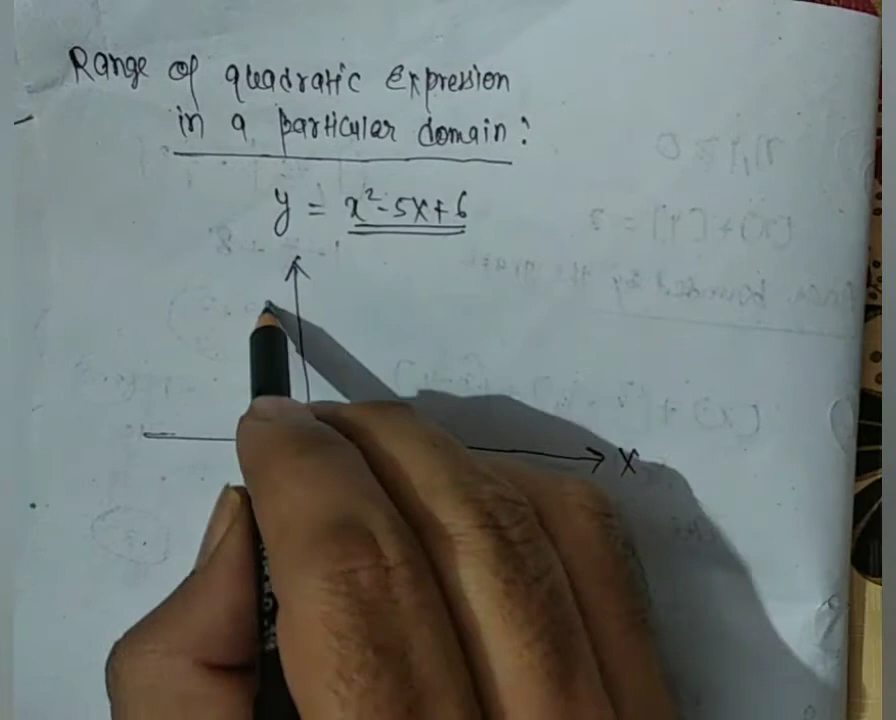 Range of quadratic expression
in a particular domain:
y = x²-5x+6
X